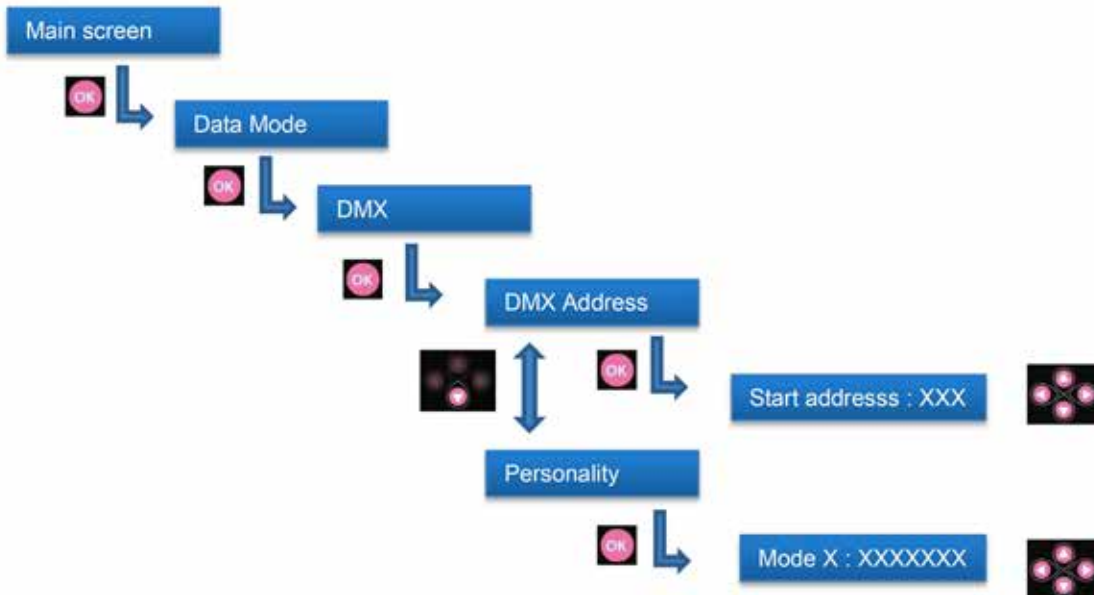 Main screen
OK
Data Mode
OK
DMX
OK
DMX Address
OK
Start addresss : XXX
Personality
OK
Mode X : XXXXXXX